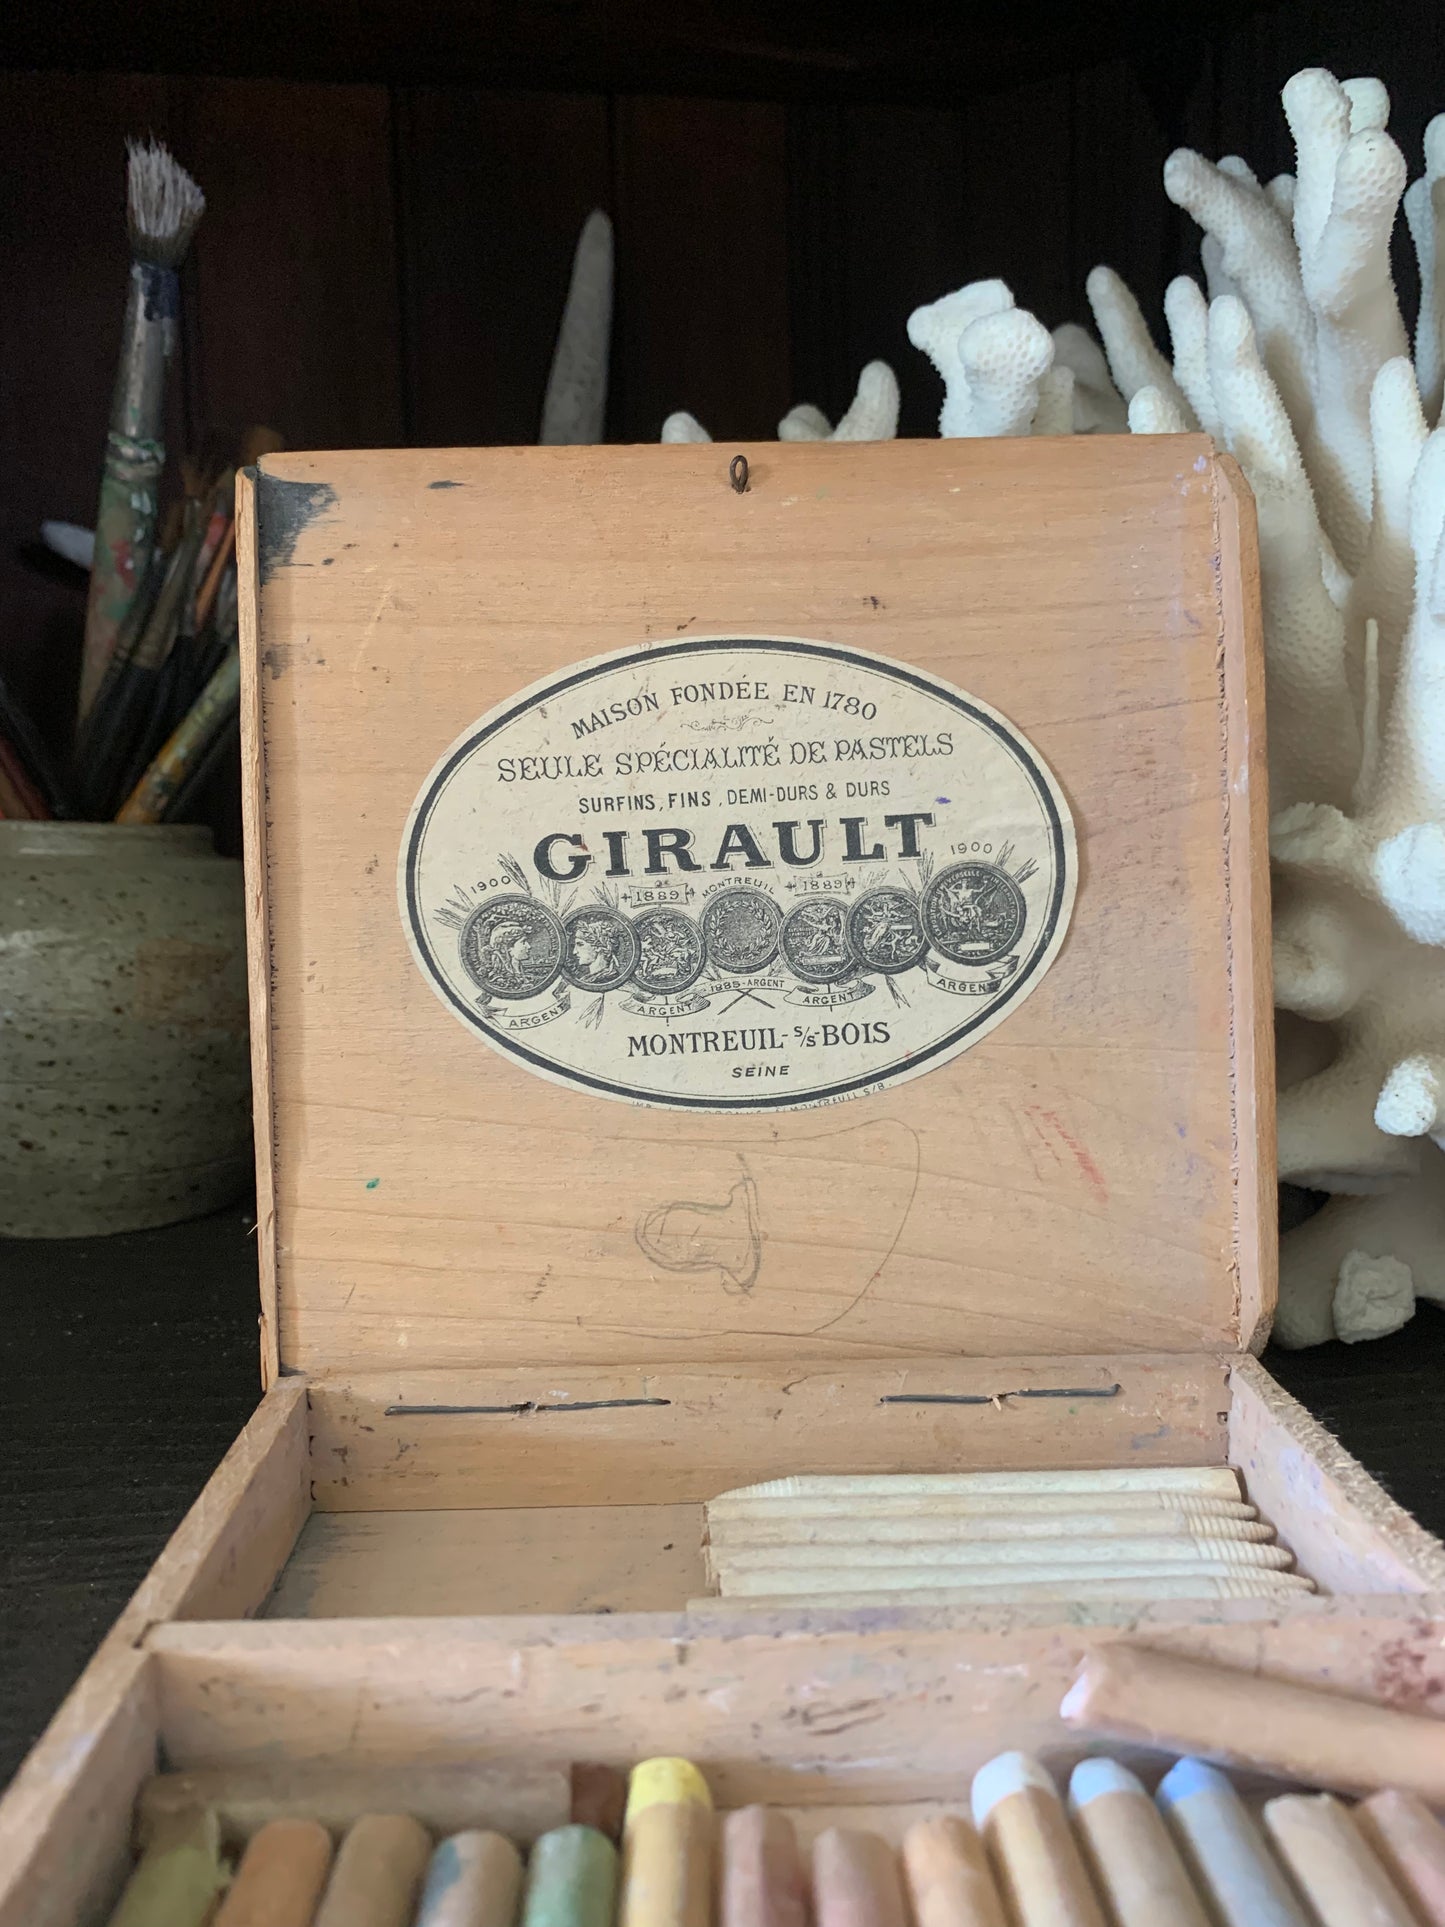 MAISON FONDÉE EN 1780
SEULE SPÉCIALITÉ DE PASTELS
SURFINS, FINS, DEMI-DURS & DURS
GIRAULT
1900 1889 MONTREUIL 1889 1900
ARGENT ARGENT 1885-ARGENT ARGENT ARGENT
MONTREUIL-S/S-BOIS
SEINE
MONTREUIL S/B.